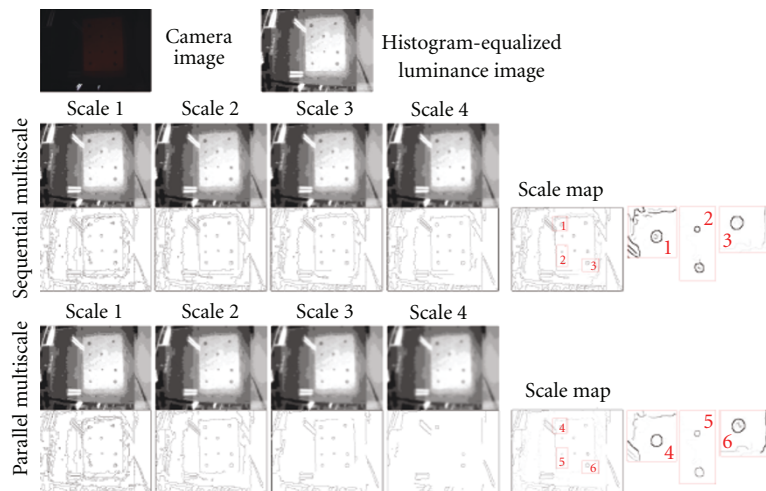 Camera
image
Histogram-equalized
luminance image
Sequential multiscale
Scale 1 Scale 2 Scale 3 Scale 4
Scale map
1
2
3
1
2
3
Parallel multiscale
Scale 1 Scale 2 Scale 3 Scale 4
Scale map
4
5
6
4
5
6